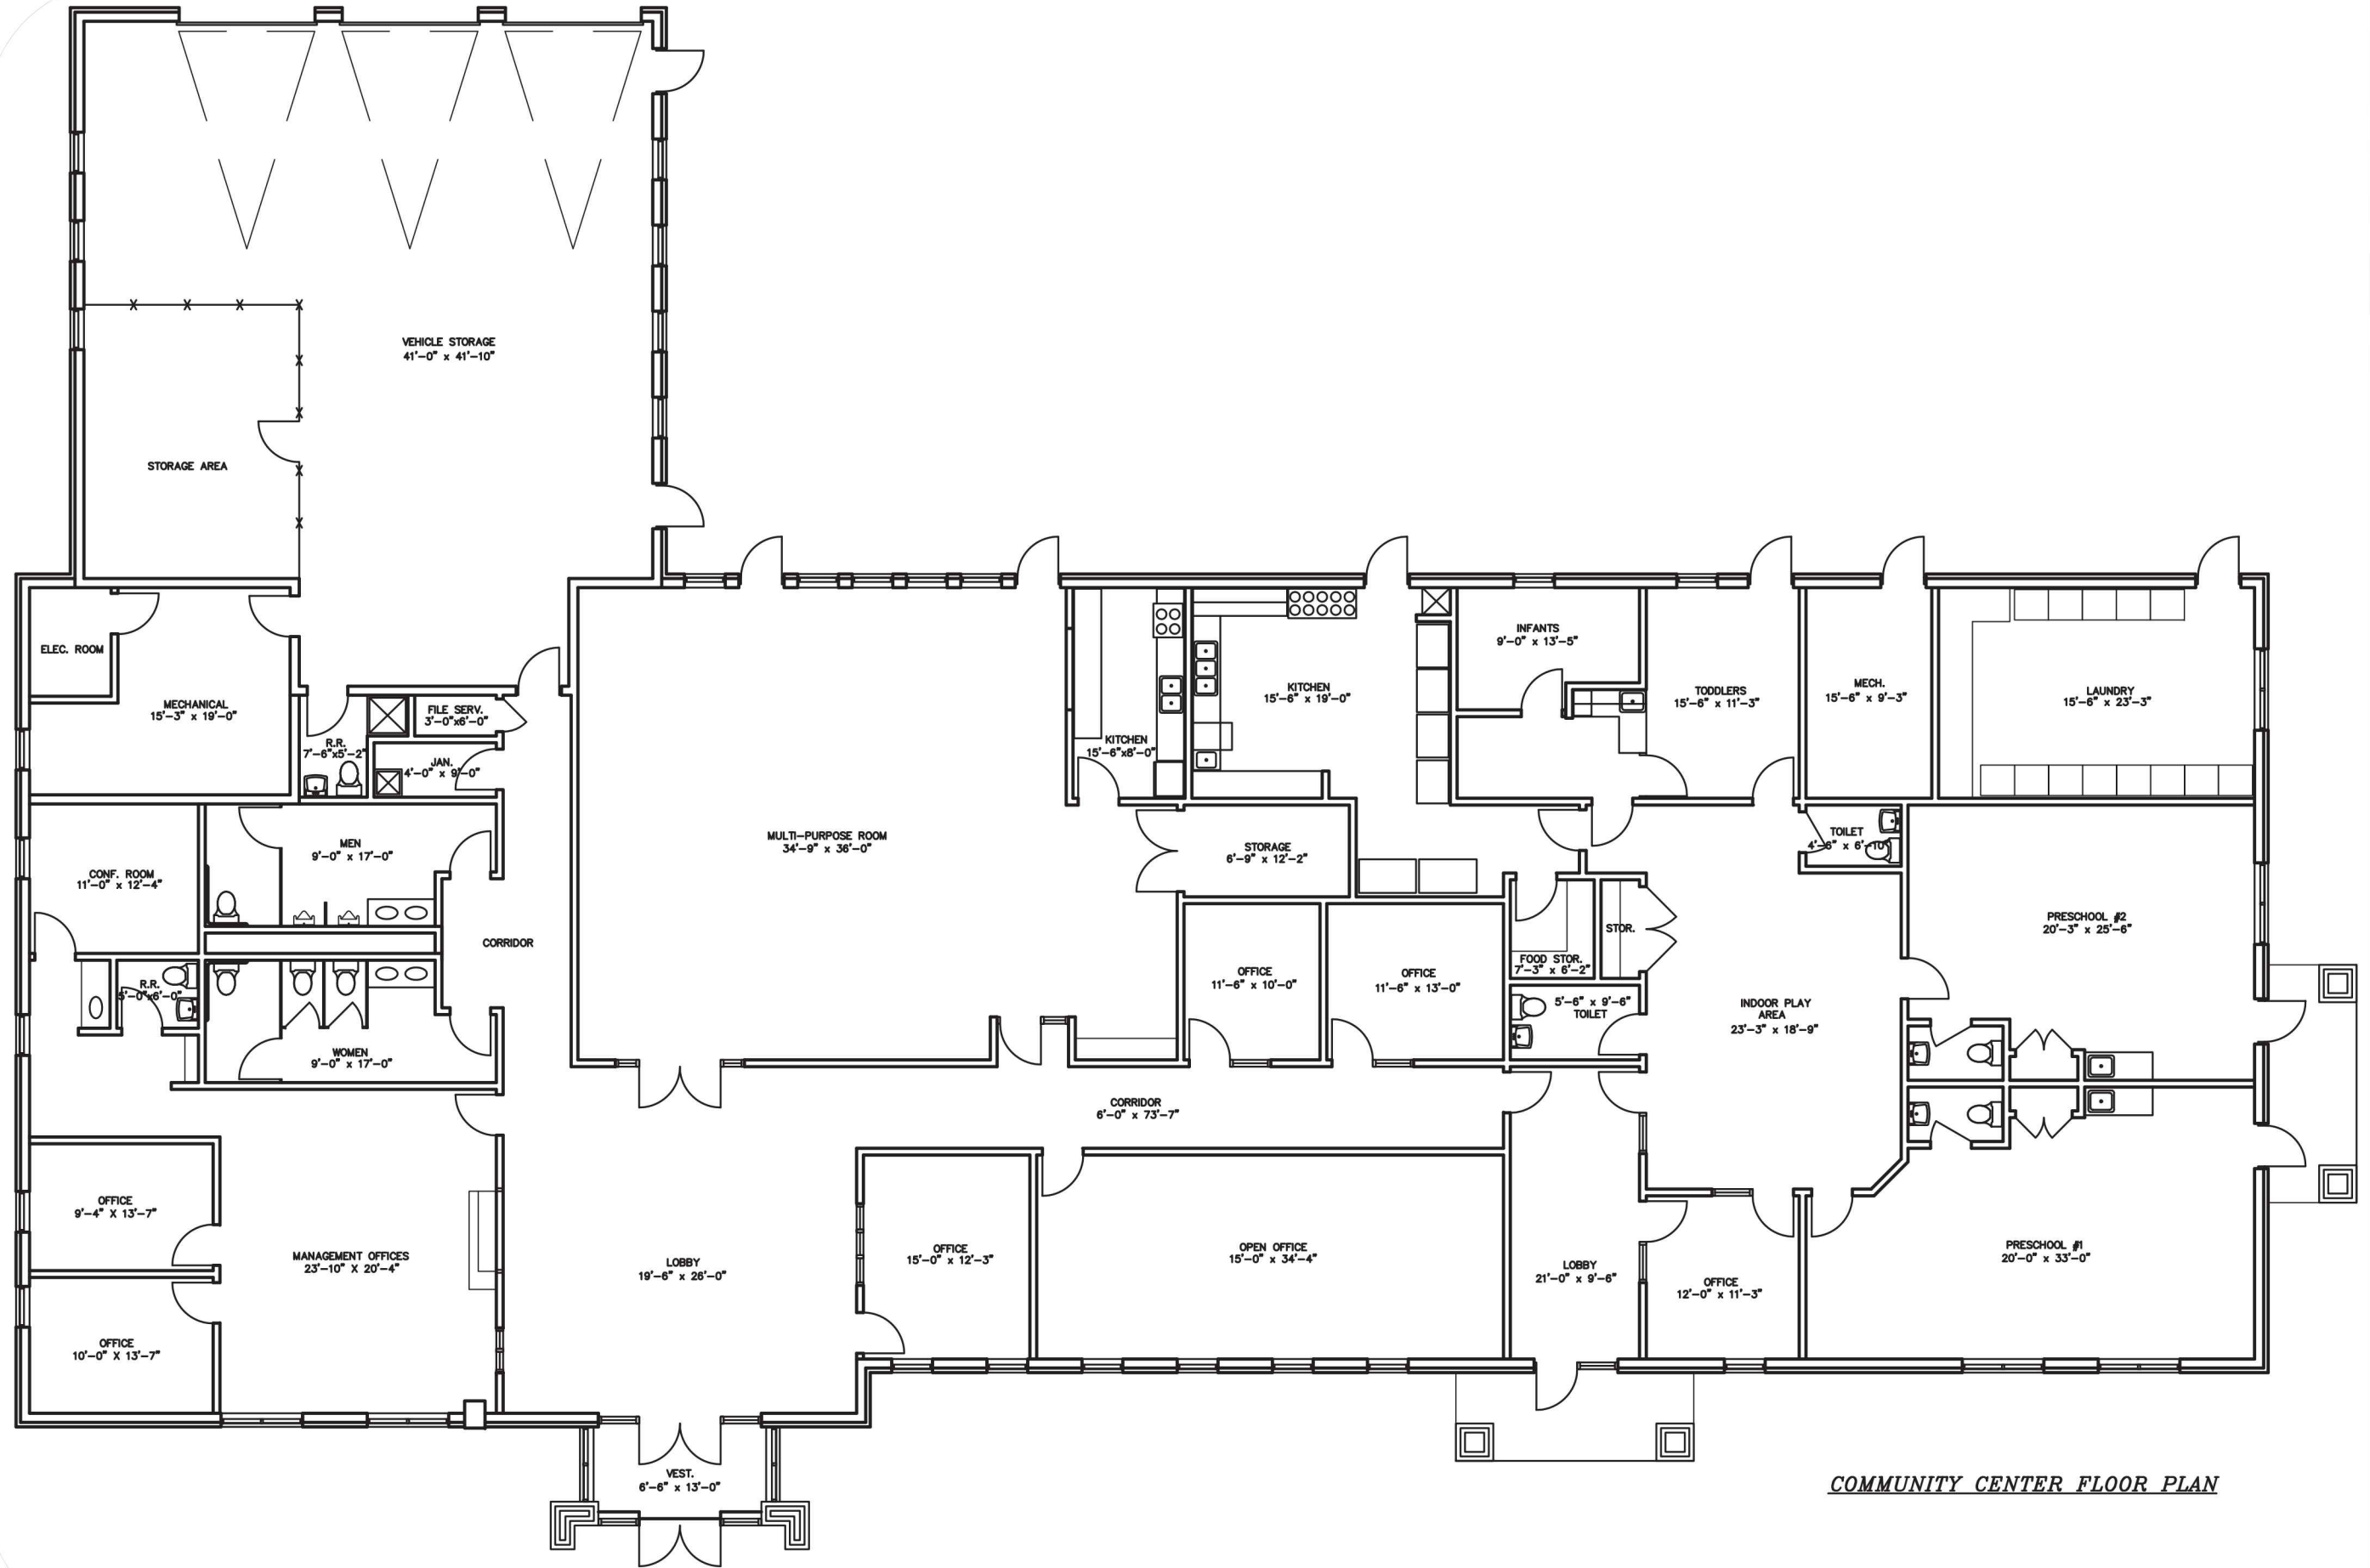 VEHICLE STORAGE
41'-0" x 41'-10"
STORAGE AREA
ELEC. ROOM
MECHANICAL
15'-3" x 19'-0"
R.R.
7'-6"x5'-2"
FILE SERV.
3'-0"x6'-0"
JAN.
4'-0" x 9'-0"
MEN
9'-0" x 17'-0"
CONF. ROOM
11'-0" x 12'-4"
CORRIDOR
R.R.
5'-0"x6'-0"
WOMEN
9'-0" x 17'-0"
OFFICE
9'-4" X 13'-7"
MANAGEMENT OFFICES
23'-10" X 20'-4"
OFFICE
10'-0" X 13'-7"
MULTI-PURPOSE ROOM
34'-9" x 36'-0"
KITCHEN
15'-6"x8'-0"
KITCHEN
15'-6" x 19'-0"
STORAGE
6'-9" x 12'-2"
OFFICE
11'-6" x 10'-0"
OFFICE
11'-6" x 13'-0"
CORRIDOR
6'-0" x 73'-7"
LOBBY
19'-6" x 26'-0"
OFFICE
15'-0" x 12'-3"
OPEN OFFICE
15'-0" x 34'-4"
VEST.
6'-6" x 13'-0"
INFANTS
9'-0" x 13'-5"
TODDLERS
15'-6" x 11'-3"
MECH.
15'-6" x 9'-3"
LAUNDRY
15'-6" x 23'-3"
TOILET
4'-6" x 6'-10"
STOR.
FOOD STOR.
7'-3" x 6'-2"
5'-6" x 9'-6"
TOILET
INDOOR PLAY
AREA
23'-3" x 18'-9"
PRESCHOOL #2
20'-3" x 25'-6"
PRESCHOOL #1
20'-0" x 33'-0"
LOBBY
21'-0" x 9'-6"
OFFICE
12'-0" x 11'-3"
COMMUNITY CENTER FLOOR PLAN